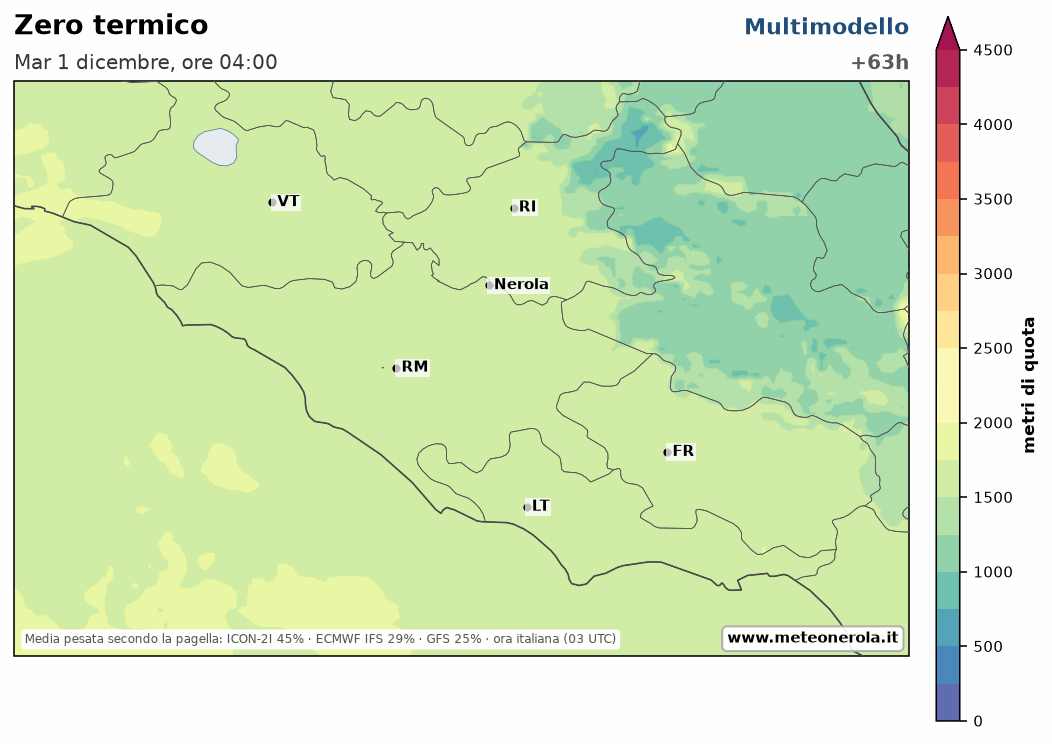 Zero termico
Multimodello
Mar 1 dicembre, ore 04:00
+63h
VT
RI
Nerola
RM
FR
LT
Media pesata secondo la pagella: ICON-2I 45% · ECMWF IFS 29% · GFS 25% · ora italiana (03 UTC)
www.meteonerola.it
4500
4000
3500
3000
2500
2000
1500
1000
500
0
metri di quota